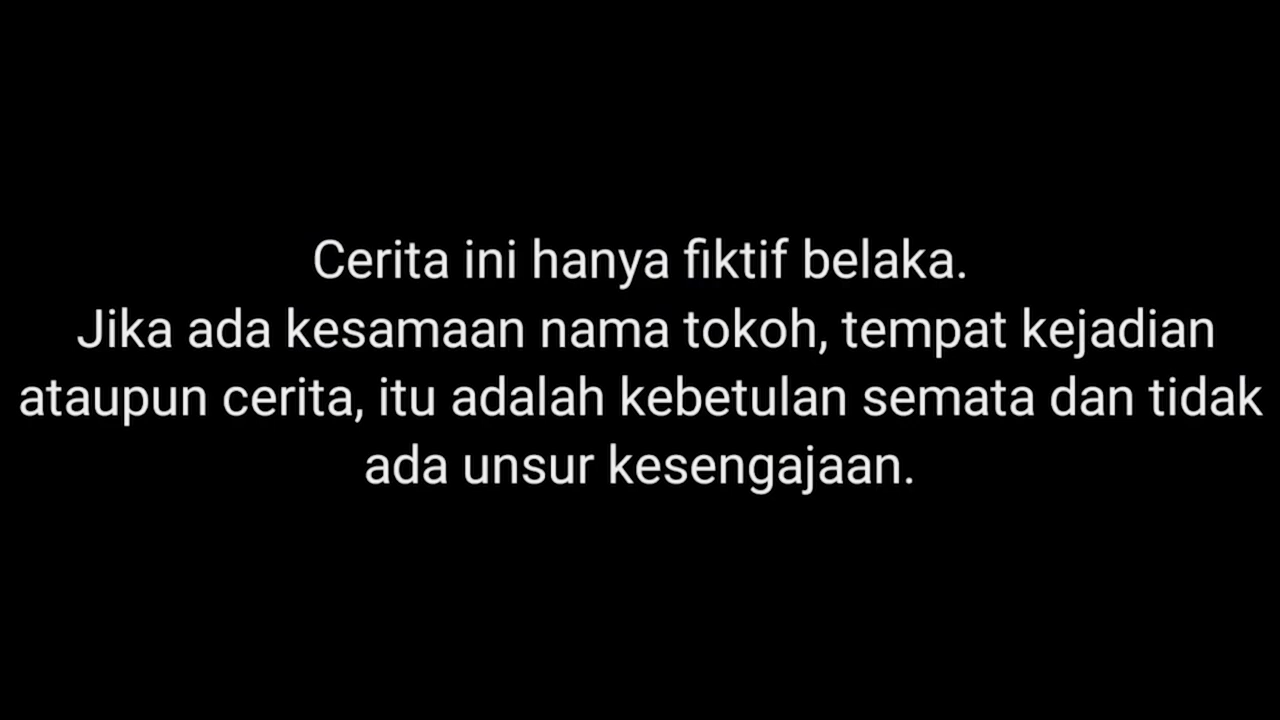 Cerita ini hanya fiktif belaka.
Jika ada kesamaan nama tokoh, tempat kejadian
ataupun cerita, itu adalah kebetulan semata dan tidak
ada unsur kesengajaan.